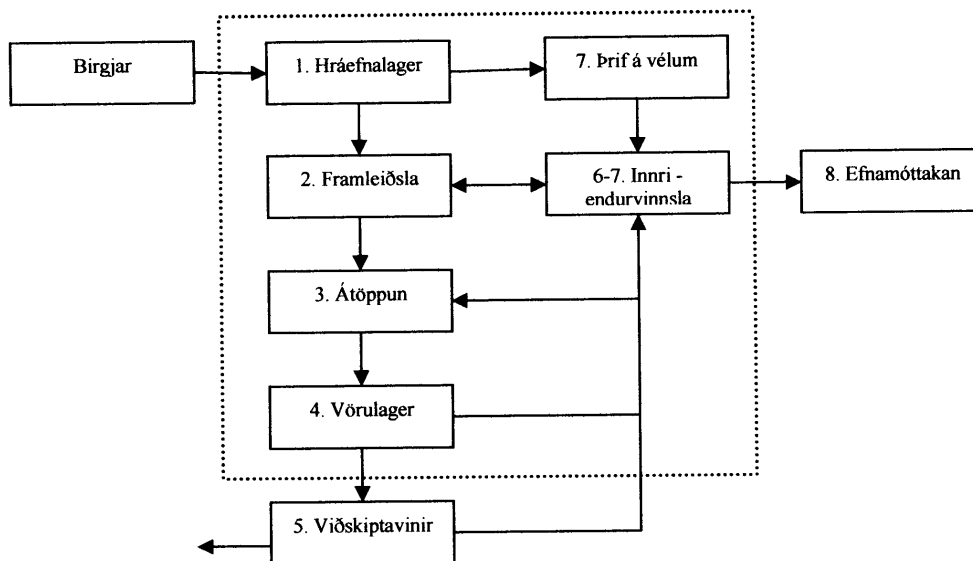 Birgjar
1. Hráefnalager
7. Þrif á vélum
2. Framleiðsla
6-7. Innri -
endurvinnsla
8. Efnamóttakan
3. Átöppun
4. Vörulager
5. Viðskiptavinir